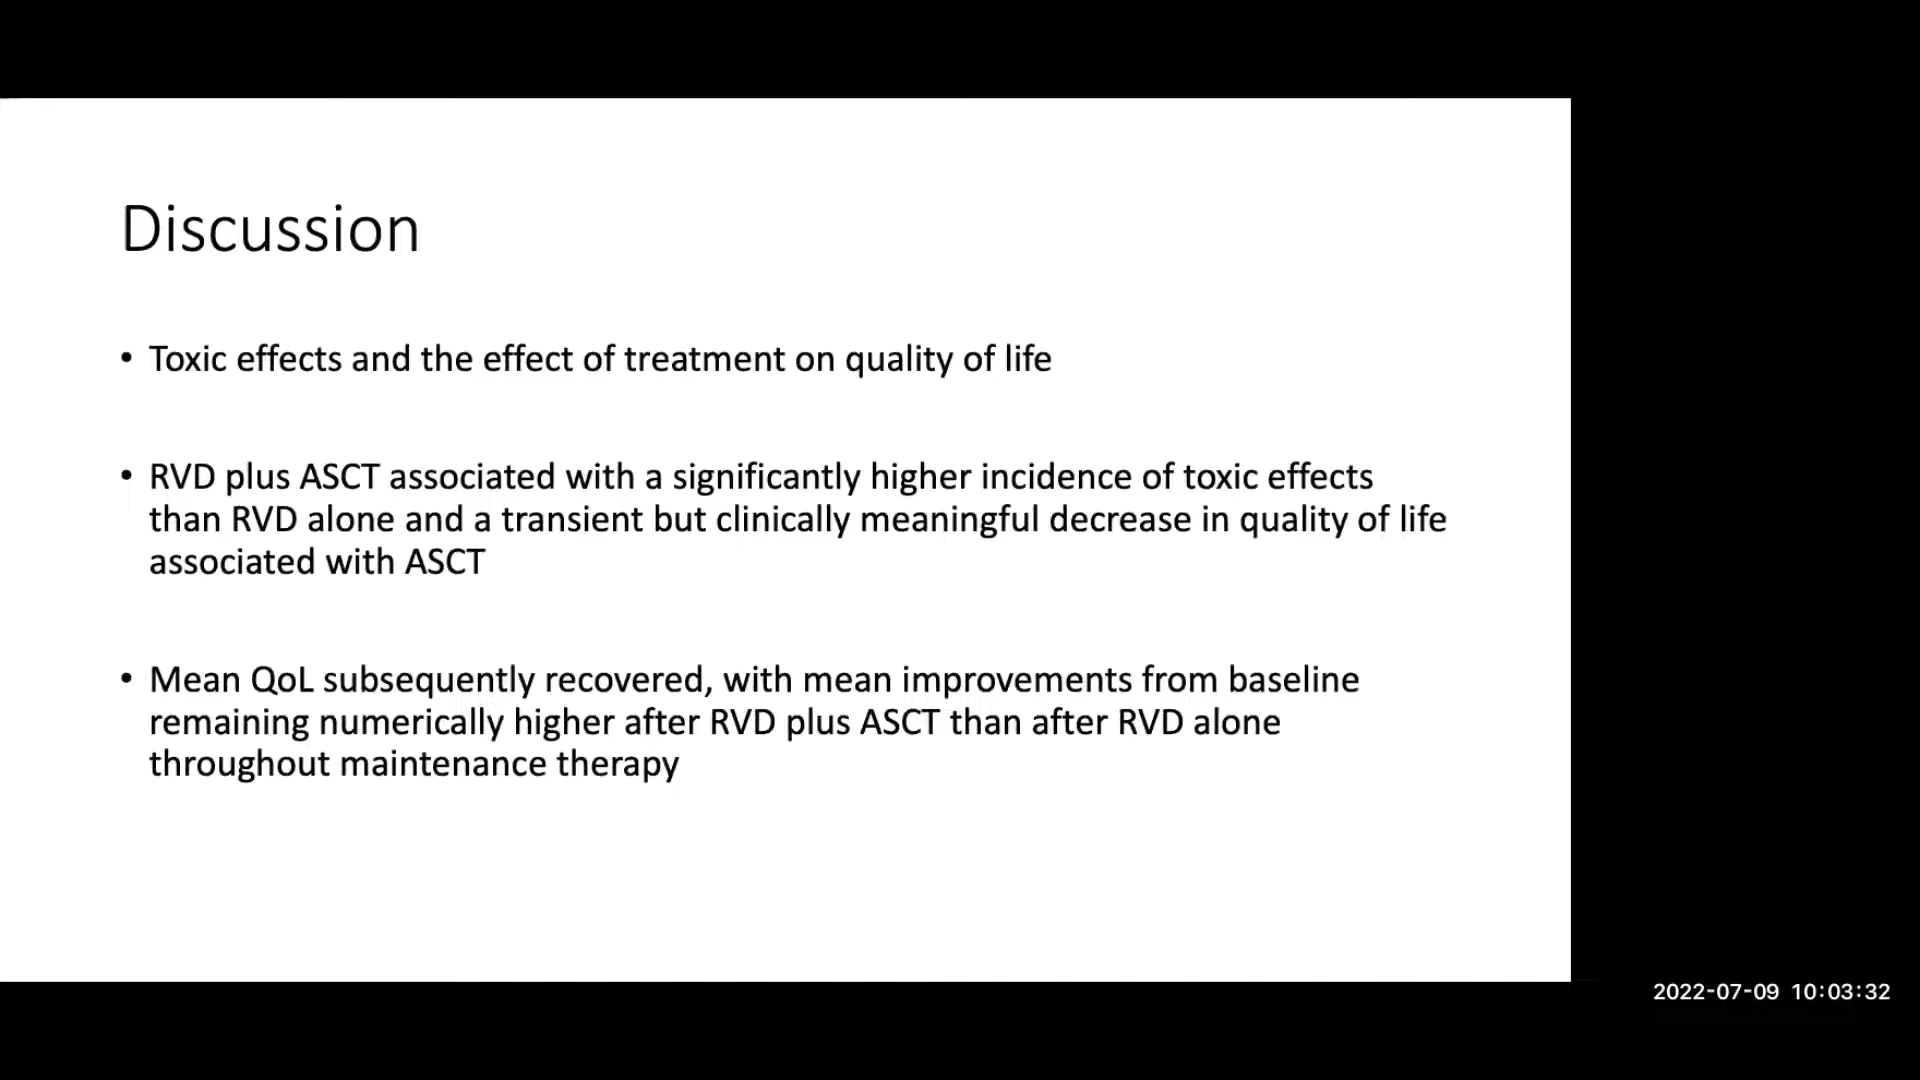 Discussion
• Toxic effects and the effect of treatment on quality of life
• RVD plus ASCT associated with a significantly higher incidence of toxic effects
than RVD alone and a transient but clinically meaningful decrease in quality of life
associated with ASCT
• Mean QoL subsequently recovered, with mean improvements from baseline
remaining numerically higher after RVD plus ASCT than after RVD alone
throughout maintenance therapy
2022-07-09 10:03:32